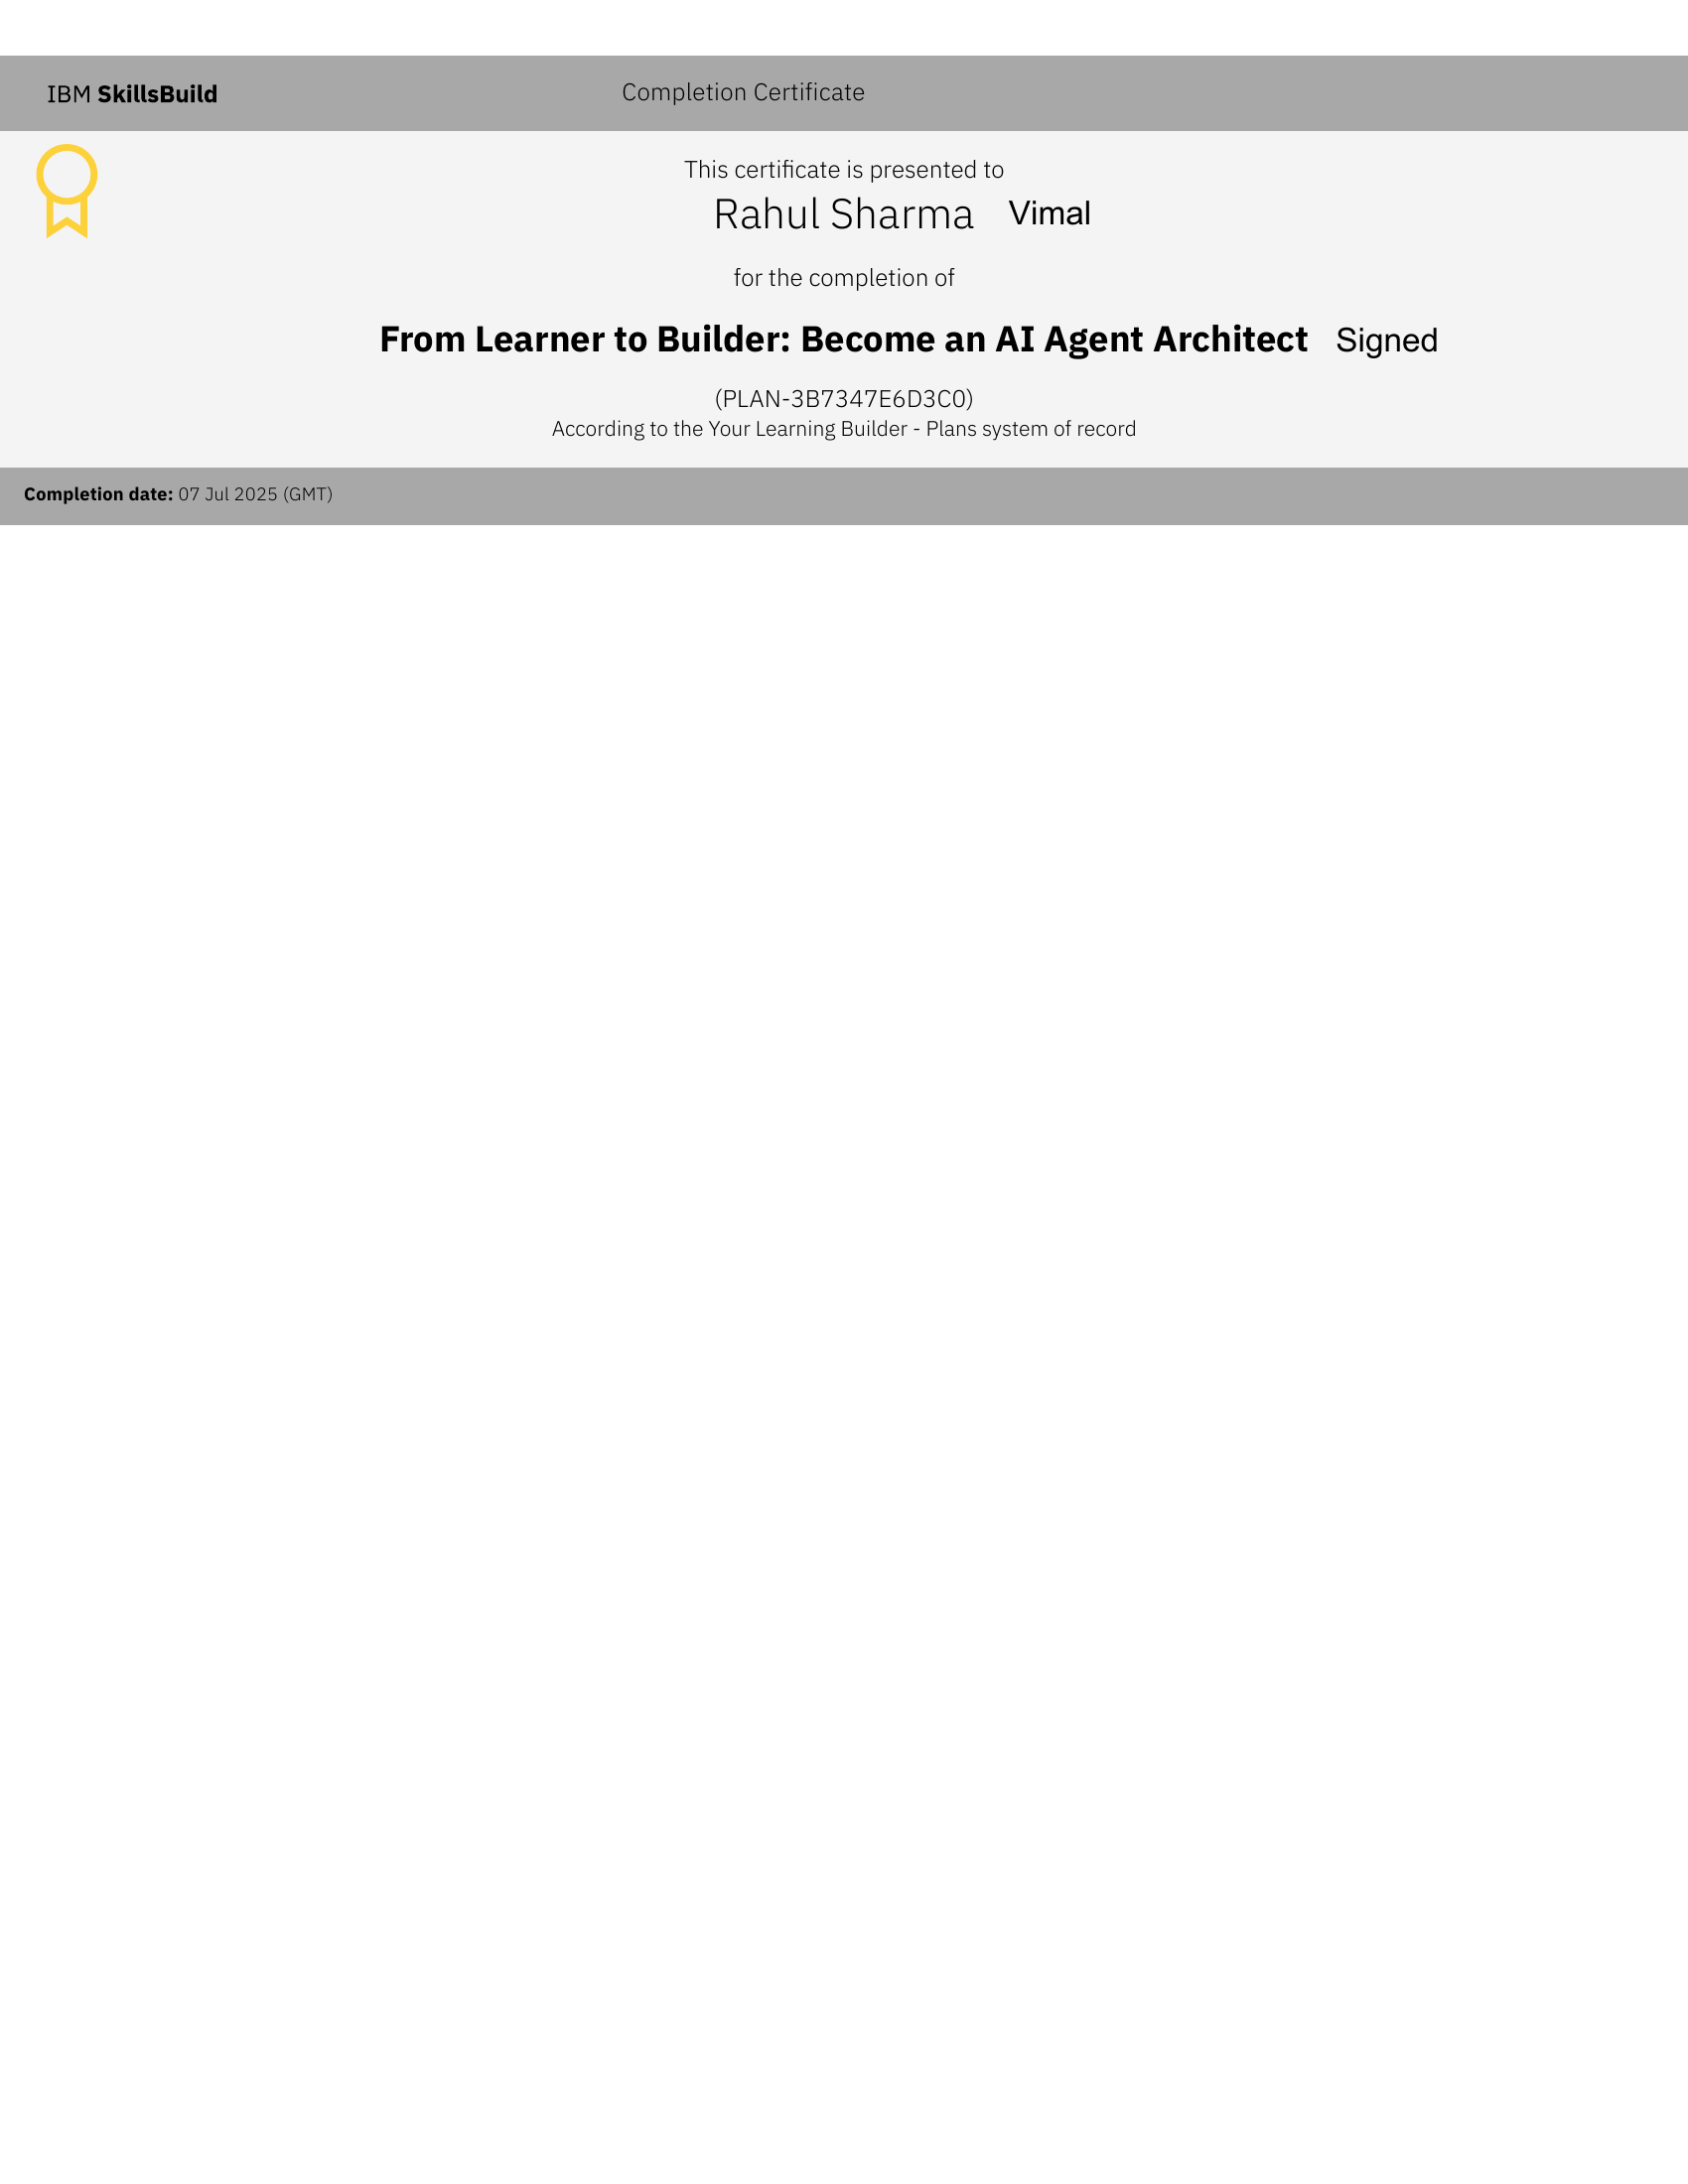 IBM SkillsBuild Completion Certificate
This certificate is presented to
Rahul Sharma Vimal
for the completion of
From Learner to Builder: Become an AI Agent Architect Signed
(PLAN-3B7347E6D3C0)
According to the Your Learning Builder - Plans system of record
Completion date: 07 Jul 2025 (GMT)